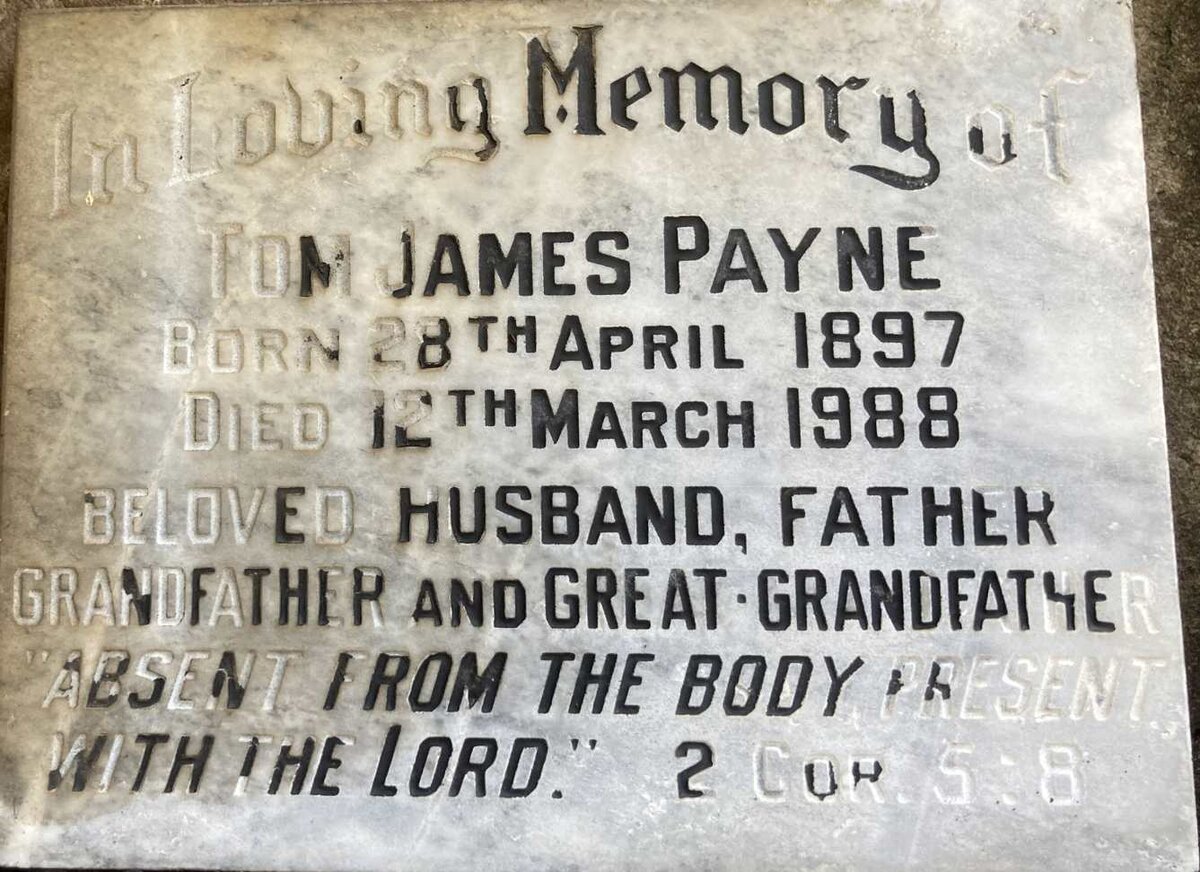 In Loving Memory of
TOM JAMES PAYNE
BORN 28TH APRIL 1897
DIED 12TH MARCH 1988
BELOVED HUSBAND, FATHER
GRANDFATHER AND GREAT·GRANDFATHER
"ABSENT FROM THE BODY, PRESENT
WITH THE LORD." 2 COR. 5:8